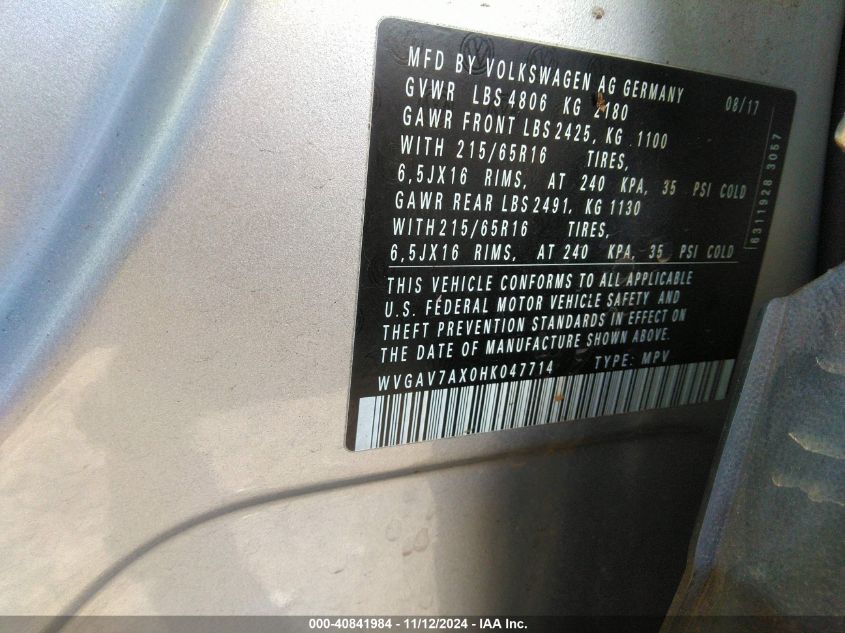 MFD BY VOLKSWAGEN AG GERMANY 08/17
GVWR LBS 4806 KG 2180
GAWR FRONT LBS 2425, KG 1100
WITH 215/65R16 TIRES,
6,5JX16 RIMS, AT 240 KPA, 35 PSI COLD
GAWR REAR LBS 2491, KG 1130
WITH215/65R16 TIRES,
6,5JX16 RIMS, AT 240 KPA, 35 PSI COLD
6311928 3057
THIS VEHICLE CONFORMS TO ALL APPLICABLE
U.S. FEDERAL MOTOR VEHICLE SAFETY AND
THEFT PREVENTION STANDARDS IN EFFECT ON
THE DATE OF MANUFACTURE SHOWN ABOVE.
WVGAV7AX0HK047714 TYPE: MPV
000-40841984 - 11/12/2024 - IAA Inc.